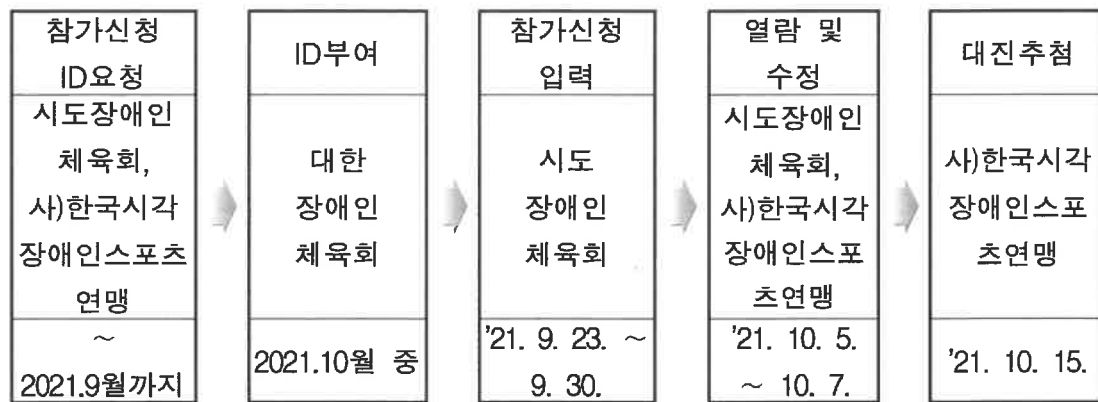 참가신청
ID요청
시도장애인
체육회,
사)한국시각
장애인스포츠
연맹
~
2021.9월까지
ID부여
대한
장애인
체육회
2021.10월 중
참가신청
입력
시도
장애인
체육회
'21. 9. 23. ~
9. 30.
열람 및
수정
시도장애인
체육회,
사)한국시각
장애인스포
츠연맹
'21. 10. 5.
~ 10. 7.
대진추첨
사)한국시각
장애인스포
츠연맹
'21. 10. 15.